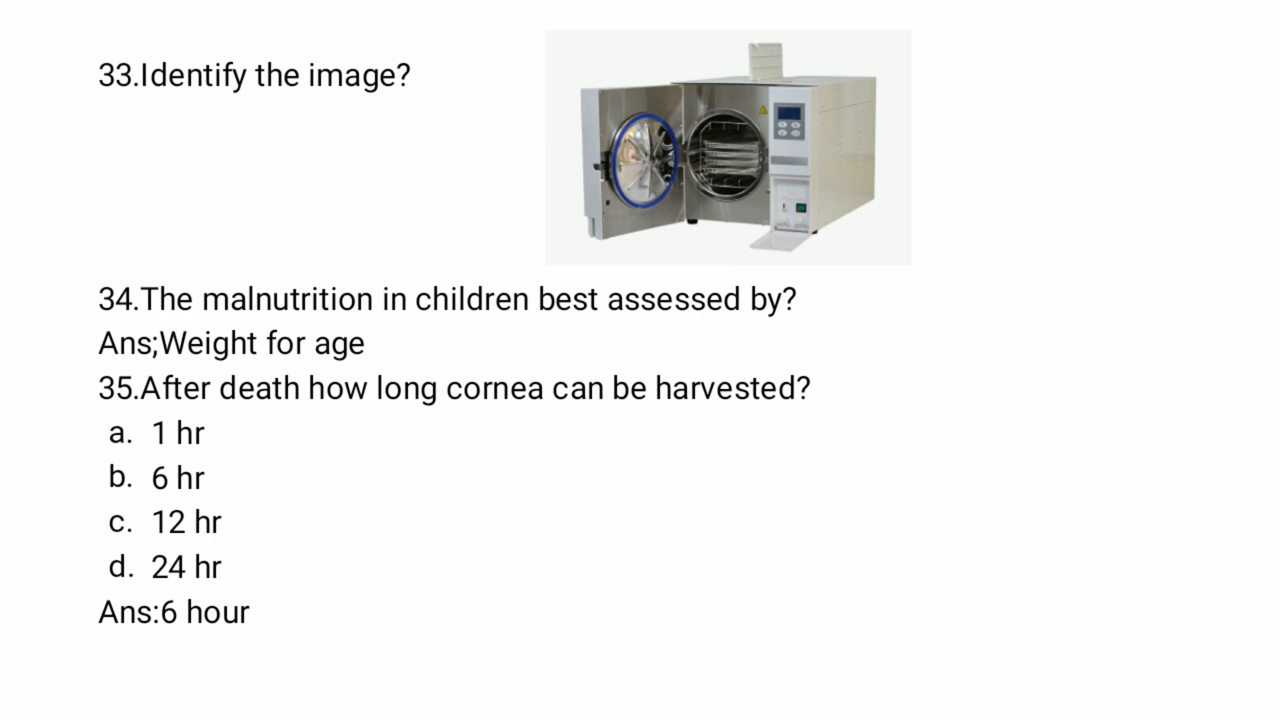 33.Identify the image?
34.The malnutrition in children best assessed by?
Ans;Weight for age
35.After death how long cornea can be harvested?
a. 1 hr
b. 6 hr
c. 12 hr
d. 24 hr
Ans:6 hour